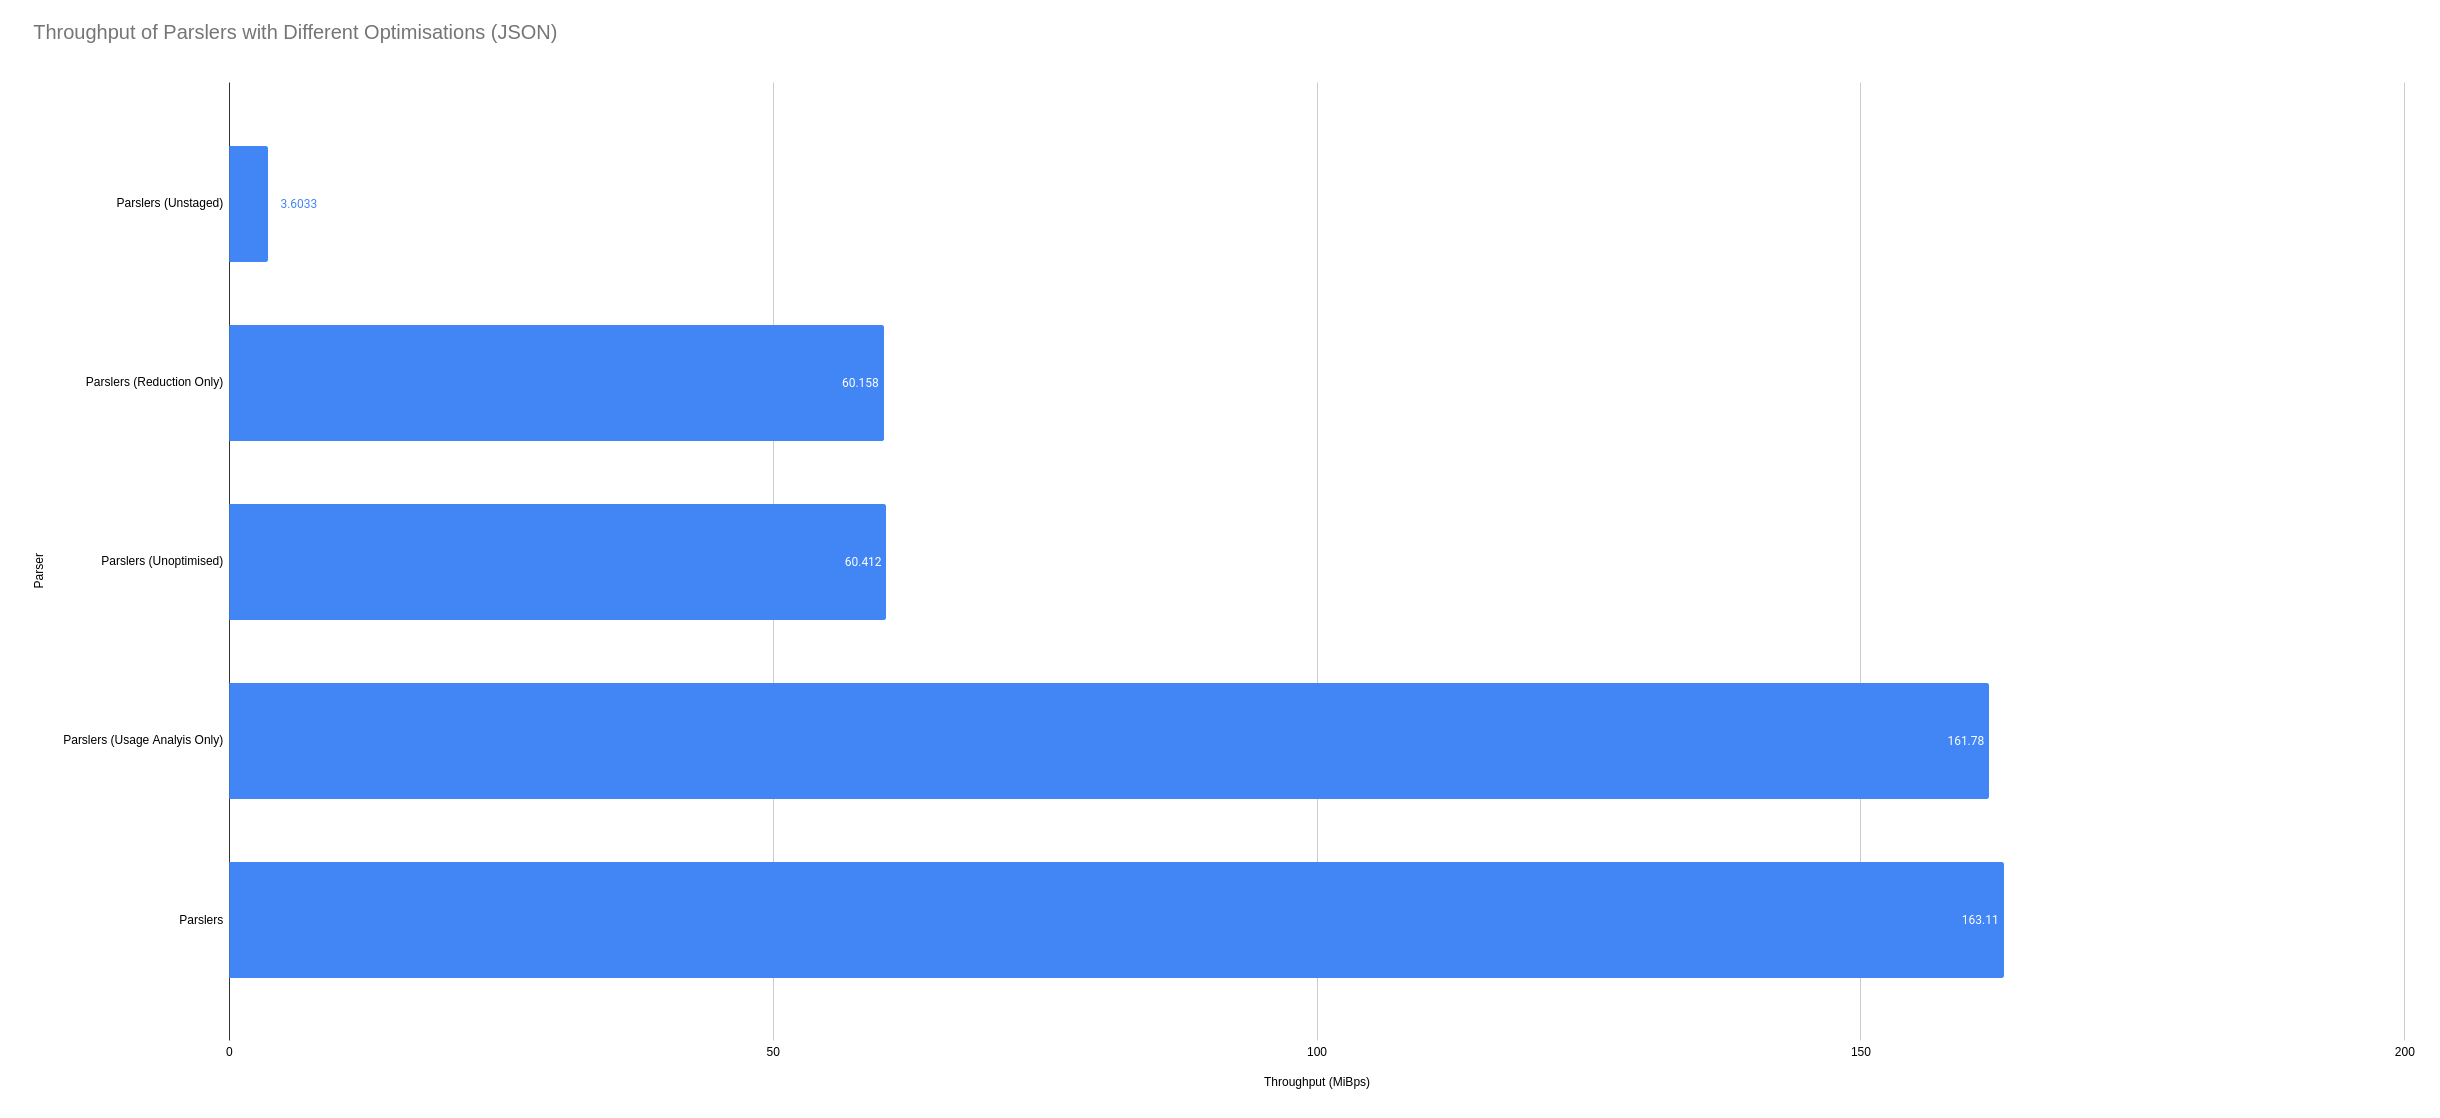 Throughput of Parslers with Different Optimisations (JSON)
Parser
Parslers (Unstaged)
3.6033
Parslers (Reduction Only)
60.158
Parslers (Unoptimised)
60.412
Parslers (Usage Analyis Only)
161.78
Parslers
163.11
0 50 100 150 200
Throughput (MiBps)